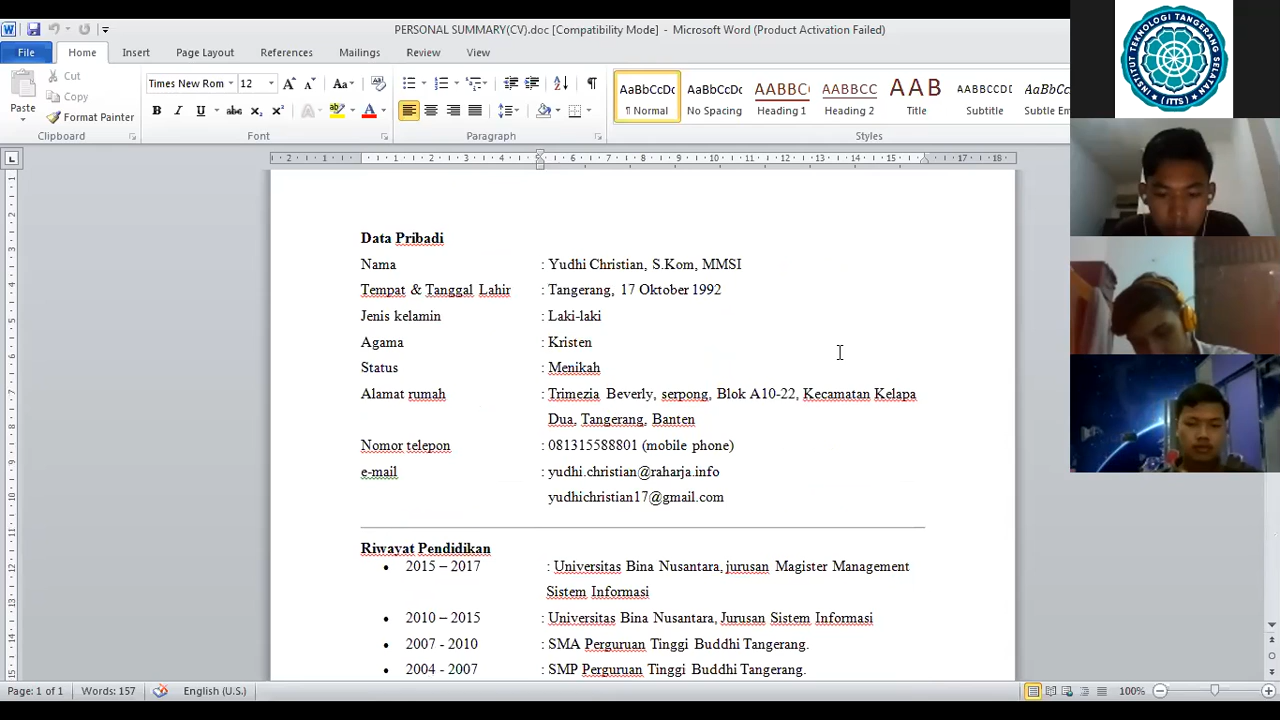 PERSONAL SUMMARY(CV).doc [Compatibility Mode] - Microsoft Word (Product Activation Failed)
File Home Insert Page Layout References Mailings Review View
Cut
Copy
Format Painter
Paste
Clipboard
Times New Rom 12
Font
Paragraph
AaBbCcDc AaBbCcDc AABBC AABBCC AAB AABBCCDD AaBbCcDc
¶ Normal No Spacing Heading 1 Heading 2 Title Subtitle Subtle Em
Styles
INSTITUT TEKNOLOGI TANGERANG SELATAN
(ITTS)
Data Pribadi
Nama : Yudhi Christian, S.Kom, MMSI
Tempat & Tanggal Lahir : Tangerang, 17 Oktober 1992
Jenis kelamin : Laki-laki
Agama : Kristen
Status : Menikah
Alamat rumah : Trimezia Beverly, serpong, Blok A10-22, Kecamatan Kelapa
Dua, Tangerang, Banten
Nomor telepon : 081315588801 (mobile phone)
e-mail : yudhi.christian@raharja.info
yudhichristian17@gmail.com
Riwayat Pendidikan
• 2015 – 2017 : Universitas Bina Nusantara, jurusan Magister Management
Sistem Informasi
• 2010 – 2015 : Universitas Bina Nusantara, Jurusan Sistem Informasi
• 2007 - 2010 : SMA Perguruan Tinggi Buddhi Tangerang.
• 2004 - 2007 : SMP Perguruan Tinggi Buddhi Tangerang.
Page: 1 of 1 Words: 157 English (U.S.) 100%